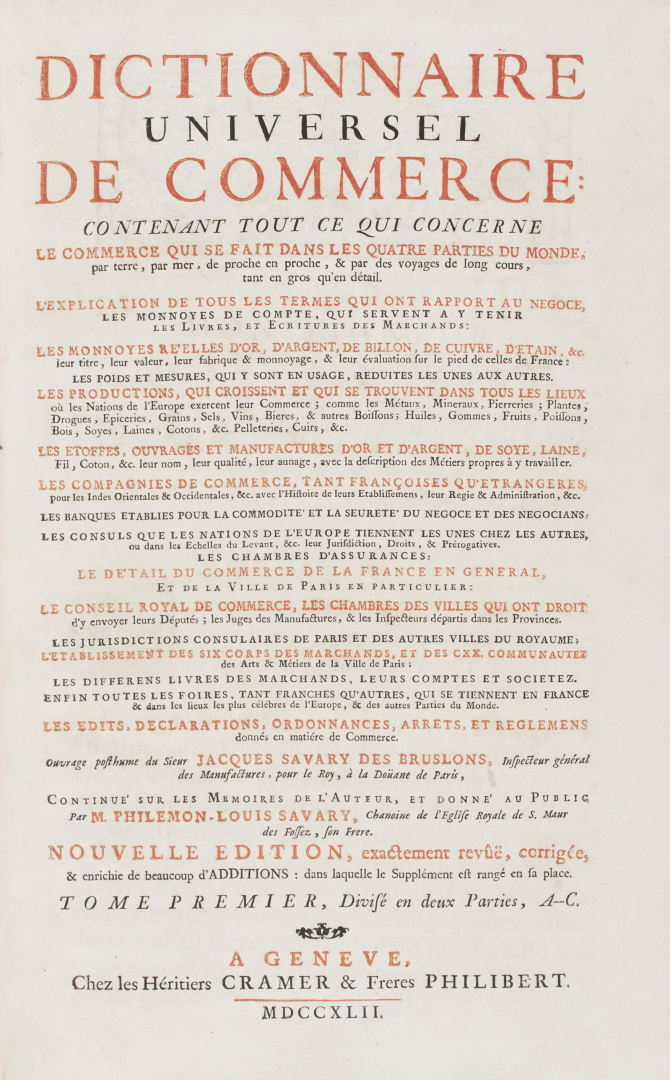 DICTIONNAIRE
UNIVERSEL
DE COMMERCE:
CONTENANT TOUT CE QUI CONCERNE
LE COMMERCE QUI SE FAIT DANS LES QUATRE PARTIES DU MONDE,
par terre, par mer, de proche en proche, & par des voyages de long cours,
tant en gros qu'en détail.
L'EXPLICATION DE TOUS LES TERMES QUI ONT RAPPORT AU NEGOCE,
LES MONNOYES DE COMPTE, QUI SERVENT A Y TENIR
LES LIVRES, ET ECRITURES DES MARCHANDS:
LES MONNOYES RE'ELLES D'OR, D'ARGENT, DE BILLON, DE CUIVRE, D'ETAIN, &c.
leur titre, leur valeur, leur fabrique & monnoyage, & leur évaluation ſur le pied de celles de France:
LES POIDS ET MESURES, QUI Y SONT EN USAGE, REDUITES LES UNES AUX AUTRES.
LES PRODUCTIONS, QUI CROISSENT ET QUI SE TROUVENT DANS TOUS LES LIEUX
où les Nations de l'Europe exercent leur Commerce; comme les Métaux, Mineraux, Pierreries; Plantes,
Drogues, Epiceries, Grains, Sels, Vins, Bieres, & autres Boiſſons; Huiles, Gommes, Fruits, Poiſſons,
Bois, Soyes, Laines, Cotons, &c. Pelleteries, Cuirs, &c.
LES ETOFFES, OUVRAGES ET MANUFACTURES D'OR ET D'ARGENT, DE SOYE, LAINE,
Fil, Coton, &c. leur nom, leur qualité, leur aunage, avec la deſcription des Métiers propres à y travailler.
LES COMPAGNIES DE COMMERCE, TANT FRANÇOISES QU'ETRANGERES,
pour les Indes Orientales & Occidentales, &c. avec l'Hiſtoire de leurs Etabliſſemens, leur Regie & Adminiſtration, &c.
LES BANQUES ETABLIES POUR LA COMMODITE' ET LA SEURETE' DU NEGOCE ET DES NEGOCIANS:
LES CONSULS QUE LES NATIONS DE L'EUROPE TIENNENT LES UNES CHEZ LES AUTRES,
ou dans les Echelles du Levant, &c. leur Juriſdiction, Droits, & Prérogatives.
LES CHAMBRES D'ASSURANCES:
LE DETAIL DU COMMERCE DE LA FRANCE EN GENERAL,
ET DE LA VILLE DE PARIS EN PARTICULIER:
LE CONSEIL ROYAL DE COMMERCE, LES CHAMBRES DES VILLES QUI ONT DROIT
d'y envoyer leurs Députés; les Juges des Manufactures, & les Inſpecteurs départis dans les Provinces.
LES JURISDICTIONS CONSULAIRES DE PARIS ET DES AUTRES VILLES DU ROYAUME;
L'ETABLISSEMENT DES SIX CORPS DES MARCHANDS, ET DES CXX. COMMUNAUTEZ
des Arts & Métiers de la Ville de Paris;
LES DIFFERENS LIVRES DES MARCHANDS, LEURS COMPTES ET SOCIETEZ.
ENFIN TOUTES LES FOIRES, TANT FRANCHES QU'AUTRES, QUI SE TIENNENT EN FRANCE
& dans les lieux les plus célébres de l'Europe, & des autres Parties du Monde.
LES EDITS, DECLARATIONS, ORDONNANCES, ARRETS, ET REGLEMENS
donnés en matiére de Commerce.
Ouvrage poſthume du Sieur JACQUES SAVARY DES BRUSLONS, Inſpecteur général
des Manufactures, pour le Roy, à la Doüane de Paris,
CONTINUE' SUR LES MEMOIRES DE L'AUTEUR, ET DONNE' AU PUBLIC
Par M. PHILEMON-LOUIS SAVARY, Chanoine de l'Egliſe Royale de S. Maur
des Foſſez, ſon Frere.
NOUVELLE EDITION, exactement revûë, corrigée,
& enrichie de beaucoup d'ADDITIONS: dans laquelle le Supplément eſt rangé en ſa place.
TOME PREMIER, Diviſé en deux Parties, A--C.
A GENEVE,
Chez les Héritiers CRAMER & Freres PHILIBERT.
MDCCXLII.